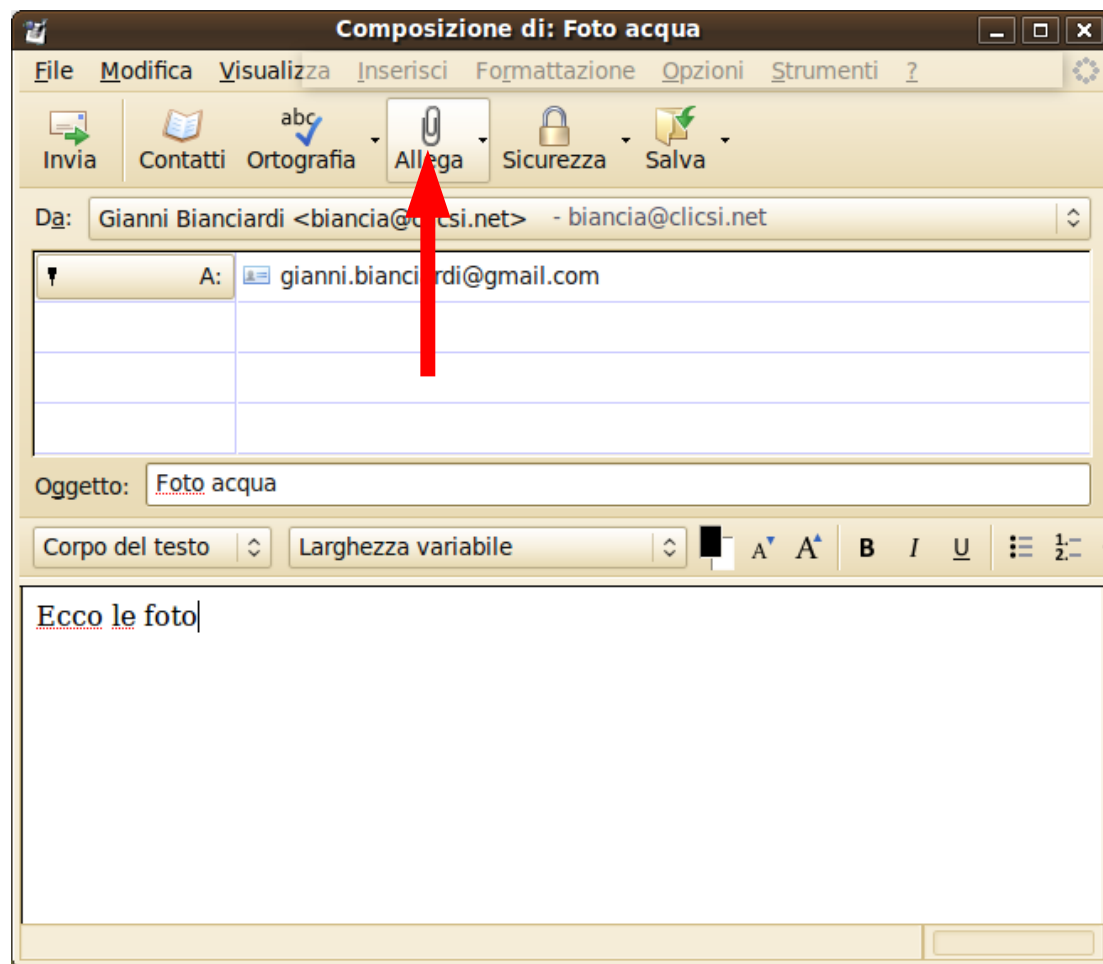 Composizione di: Foto acqua
File Modifica Visualizza Inserisci Formattazione Opzioni Strumenti ?
Invia Contatti abc Ortografia Allega Sicurezza Salva
Da: Gianni Bianciardi <biancia@clicsi.net> - biancia@clicsi.net
A: gianni.bianciardi@gmail.com
Oggetto: Foto acqua
Corpo del testo Larghezza variabile A A B I U 1. 2.
Ecco le foto